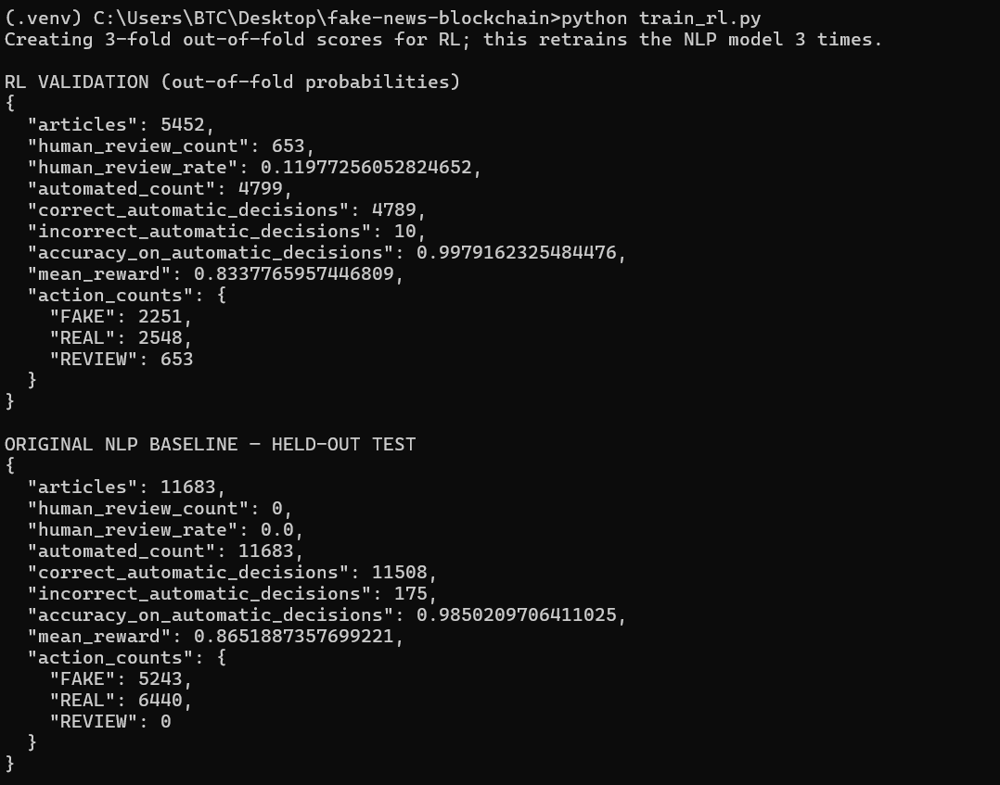 (.venv) C:\Users\BTC\Desktop\fake-news-blockchain>python train_rl.py
Creating 3-fold out-of-fold scores for RL; this retrains the NLP model 3 times.

RL VALIDATION (out-of-fold probabilities)
{
  "articles": 5452,
  "human_review_count": 653,
  "human_review_rate": 0.11977256052824652,
  "automated_count": 4799,
  "correct_automatic_decisions": 4789,
  "incorrect_automatic_decisions": 10,
  "accuracy_on_automatic_decisions": 0.9979162325484476,
  "mean_reward": 0.8337765957446809,
  "action_counts": {
    "FAKE": 2251,
    "REAL": 2548,
    "REVIEW": 653
  }
}

ORIGINAL NLP BASELINE — HELD-OUT TEST
{
  "articles": 11683,
  "human_review_count": 0,
  "human_review_rate": 0.0,
  "automated_count": 11683,
  "correct_automatic_decisions": 11508,
  "incorrect_automatic_decisions": 175,
  "accuracy_on_automatic_decisions": 0.9850209706411025,
  "mean_reward": 0.8651887357699221,
  "action_counts": {
    "FAKE": 5243,
    "REAL": 6440,
    "REVIEW": 0
  }
}